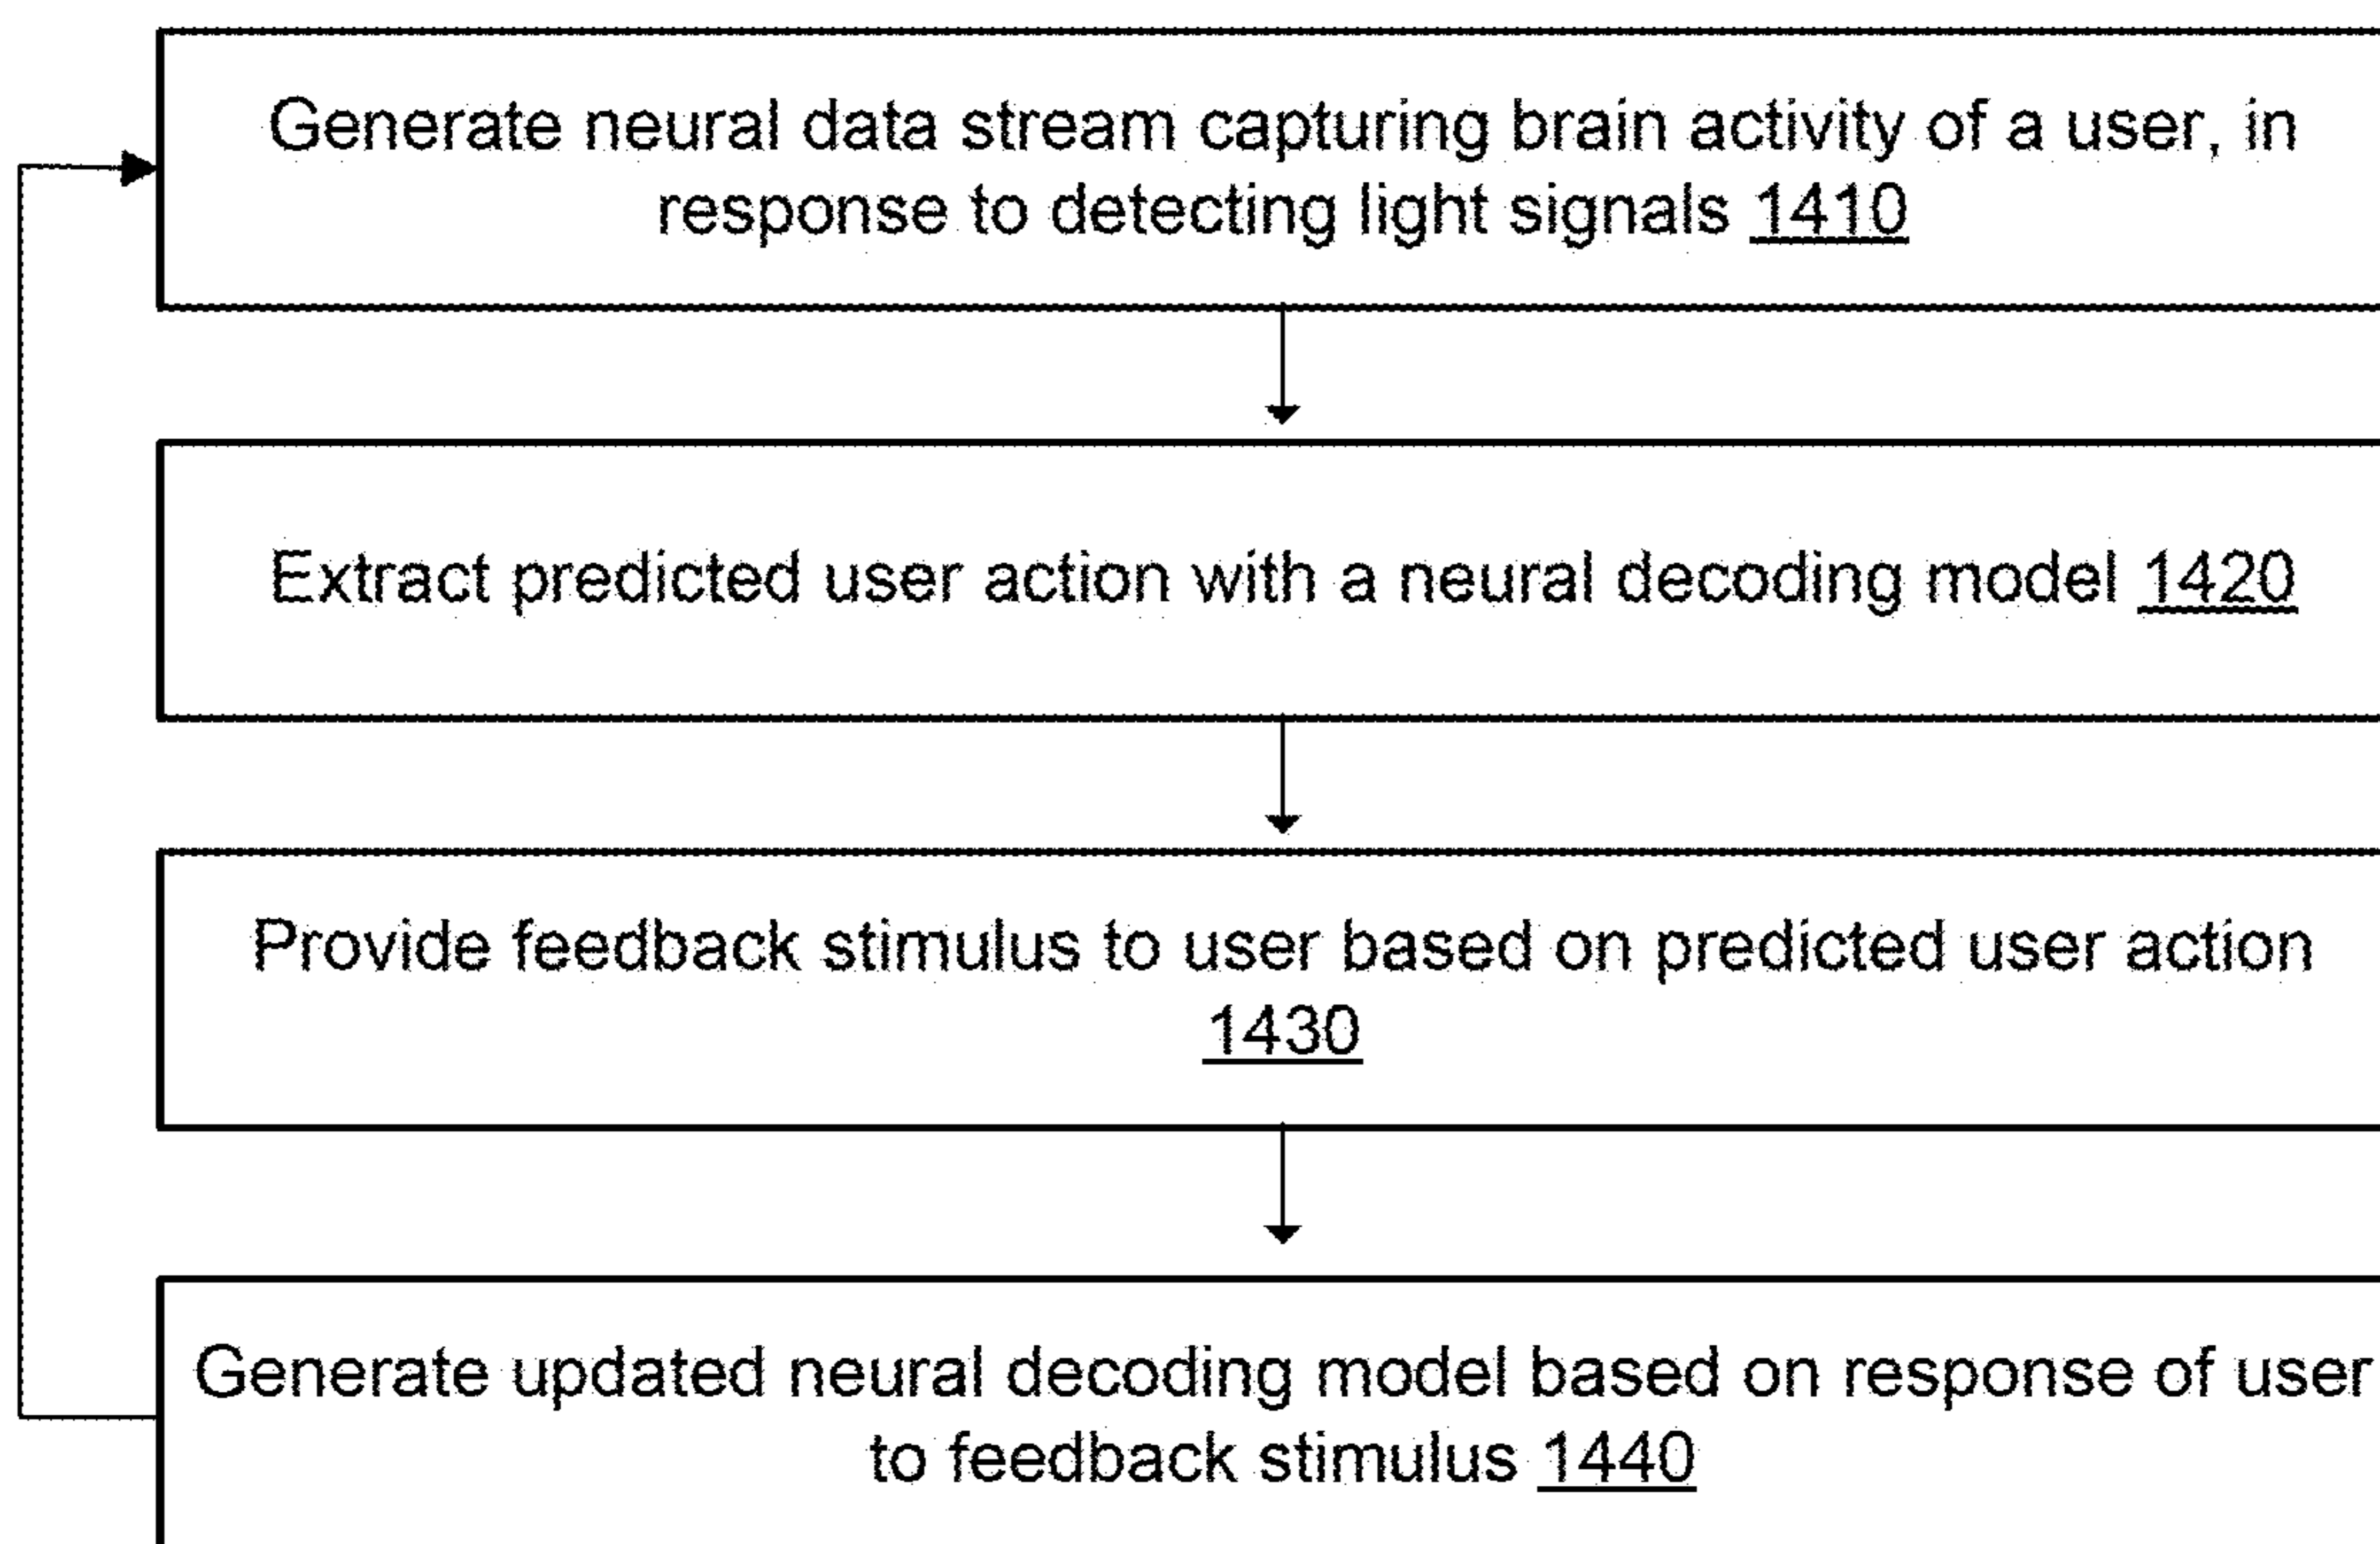 Generate neural data stream capturing brain activity of a user, in
response to detecting light signals 1410
Extract predicted user action with a neural decoding model 1420
Provide feedback stimulus to user based on predicted user action
1430
Generate updated neural decoding model based on response of user
to feedback stimulus 1440